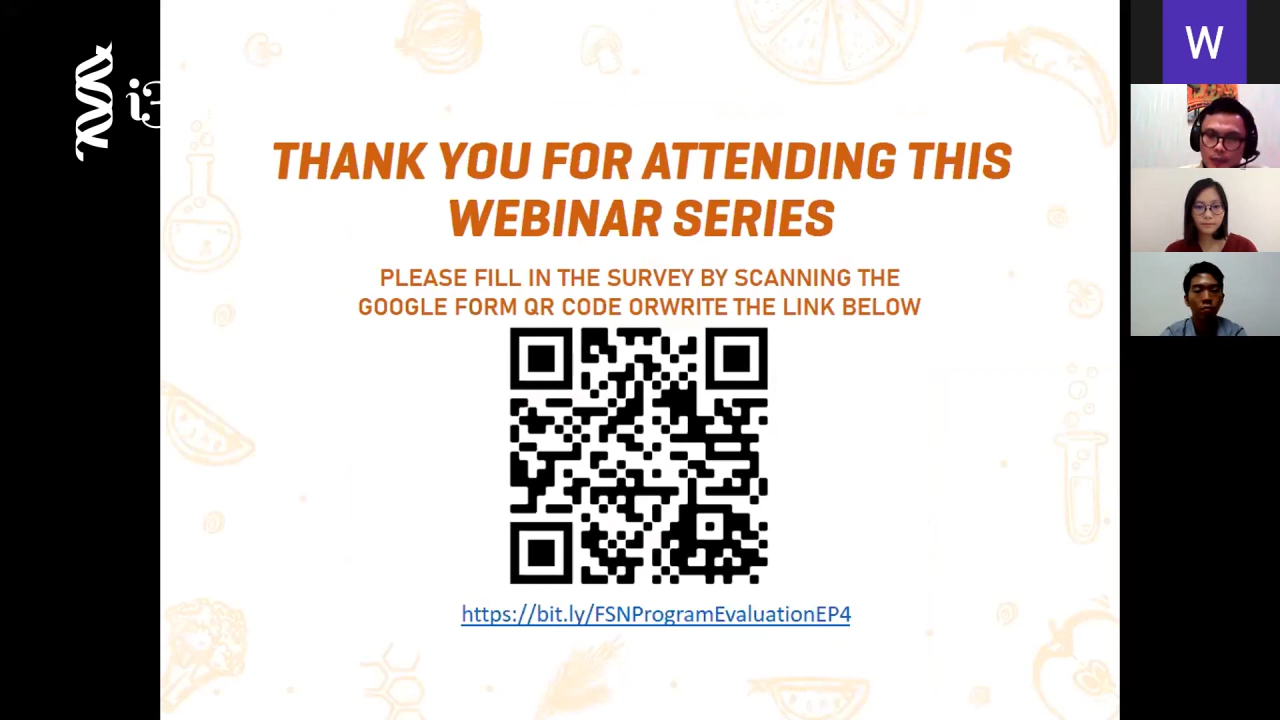 THANK YOU FOR ATTENDING THIS
WEBINAR SERIES
PLEASE FILL IN THE SURVEY BY SCANNING THE
GOOGLE FORM QR CODE ORWRITE THE LINK BELOW
https://bit.ly/FSNProgramEvaluationEP4
W